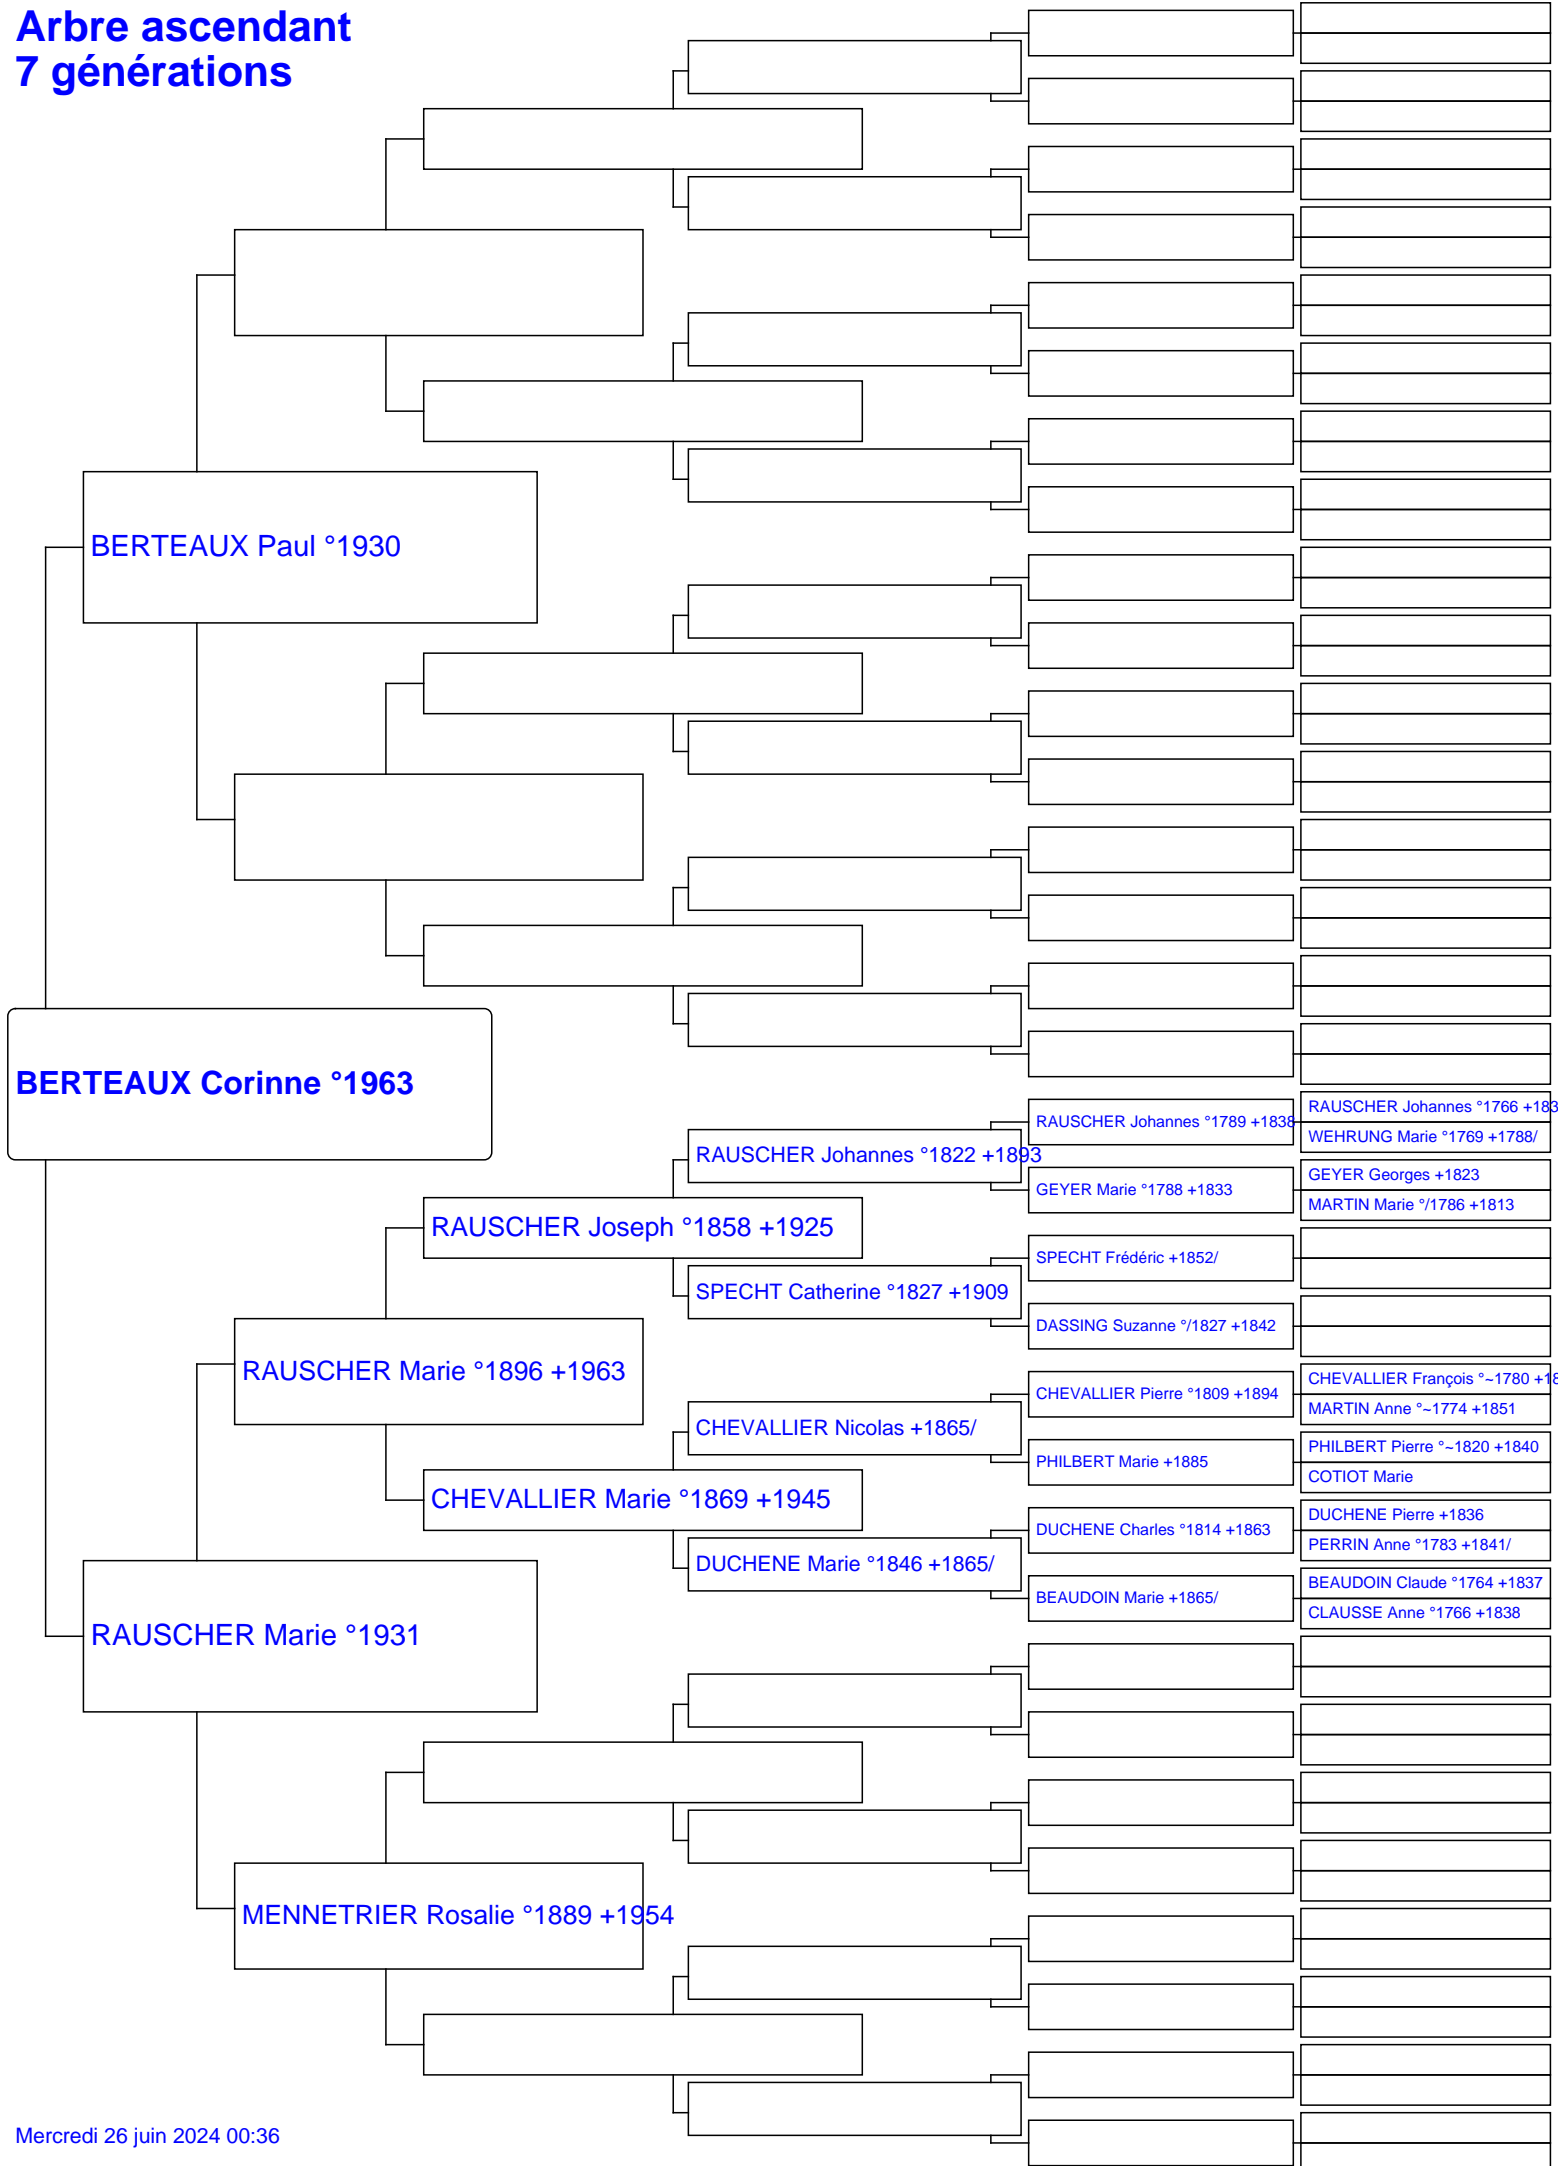 Arbre ascendant
7 générations
BERTEAUX Paul °1930
BERTEAUX Corinne °1963
RAUSCHER Johannes °1766 +183
RAUSCHER Johannes °1789 +1838
WEHRUNG Marie °1769 +1788/
RAUSCHER Johannes °1822 +1893
GEYER Georges +1823
GEYER Marie °1788 +1833
MARTIN Marie °/1786 +1813
RAUSCHER Joseph °1858 +1925
SPECHT Frédéric +1852/
SPECHT Catherine °1827 +1909
DASSING Suzanne °/1827 +1842
RAUSCHER Marie °1896 +1963
CHEVALLIER François °~1780 +18
CHEVALLIER Pierre °1809 +1894
MARTIN Anne °~1774 +1851
CHEVALLIER Nicolas +1865/
PHILBERT Pierre °~1820 +1840
PHILBERT Marie +1885
COTIOT Marie
CHEVALLIER Marie °1869 +1945
DUCHENE Pierre +1836
DUCHENE Charles °1814 +1863
PERRIN Anne °1783 +1841/
DUCHENE Marie °1846 +1865/
BEAUDOIN Claude °1764 +1837
BEAUDOIN Marie +1865/
CLAUSSE Anne °1766 +1838
RAUSCHER Marie °1931
MENNETRIER Rosalie °1889 +1954
Mercredi 26 juin 2024 00:36